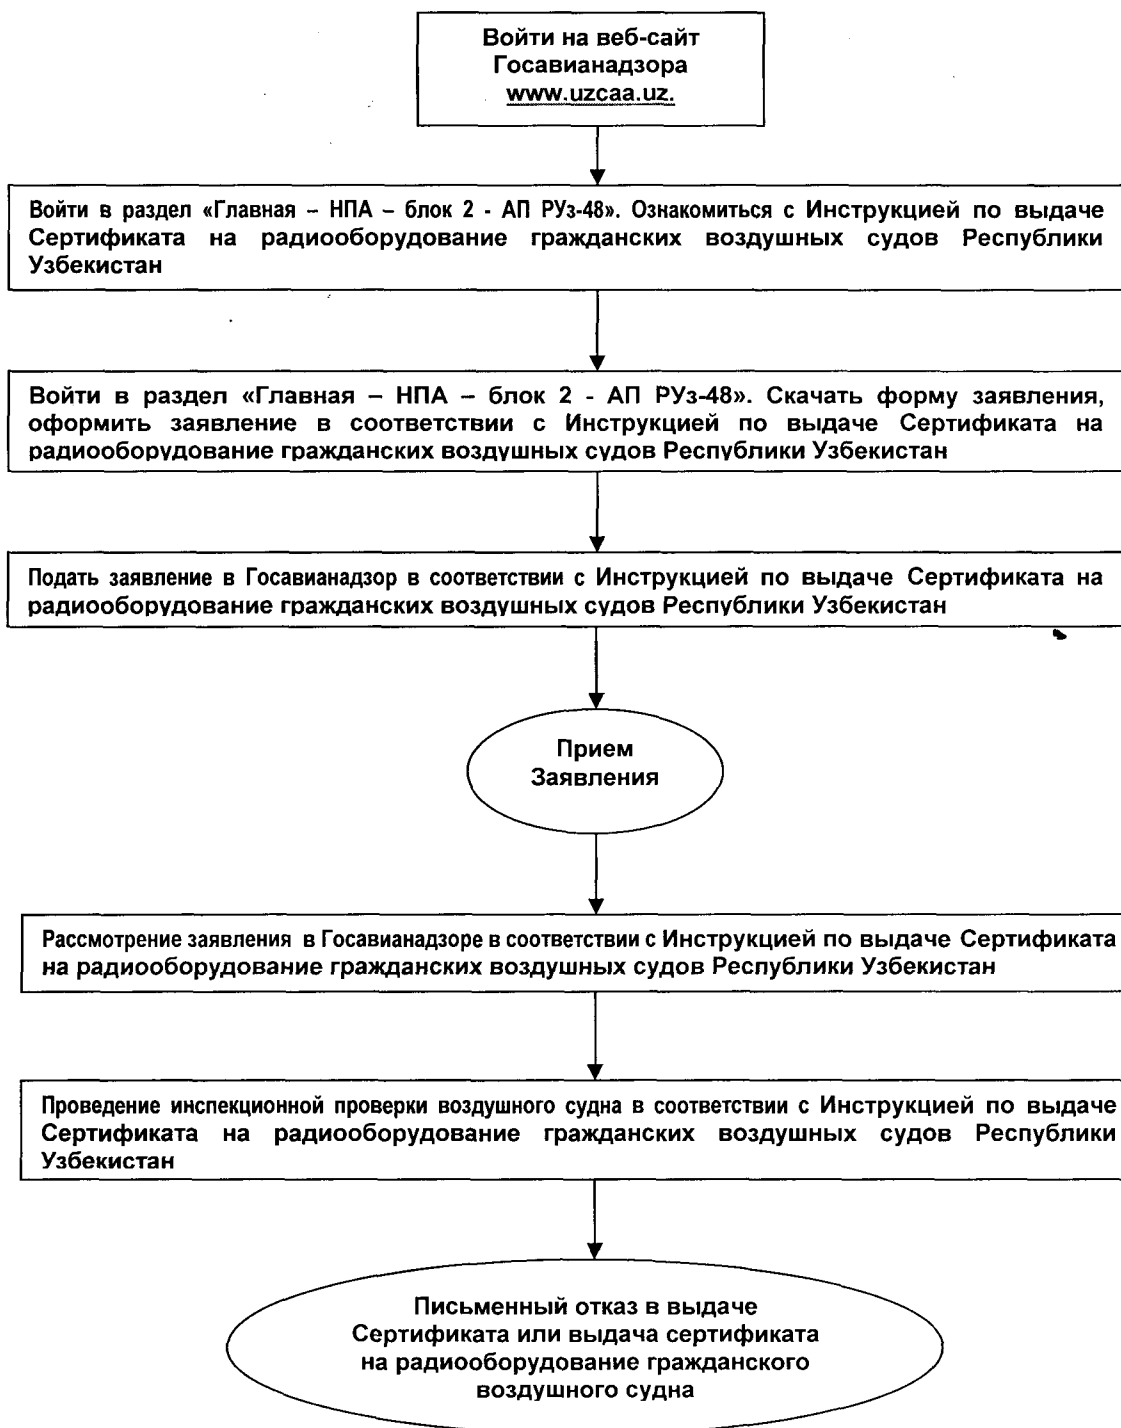 Войти на веб-сайт
Госавианадзора
www.uzcaa.uz.
Войти в раздел «Главная – НПА – блок 2 - АП РУз-48». Ознакомиться с Инструкцией по выдаче
Сертификата на радиооборудование гражданских воздушных судов Республики
Узбекистан
Войти в раздел «Главная – НПА – блок 2 - АП РУз-48». Скачать форму заявления,
оформить заявление в соответствии с Инструкцией по выдаче Сертификата на
радиооборудование гражданских воздушных судов Республики Узбекистан
Подать заявление в Госавианадзор в соответствии с Инструкцией по выдаче Сертификата на
радиооборудование гражданских воздушных судов Республики Узбекистан
Прием
Заявления
Рассмотрение заявления в Госавианадзоре в соответствии с Инструкцией по выдаче Сертификата
на радиооборудование гражданских воздушных судов Республики Узбекистан
Проведение инспекционной проверки воздушного судна в соответствии с Инструкцией по выдаче
Сертификата на радиооборудование гражданских воздушных судов Республики
Узбекистан
Письменный отказ в выдаче
Сертификата или выдача сертификата
на радиооборудование гражданского
воздушного судна